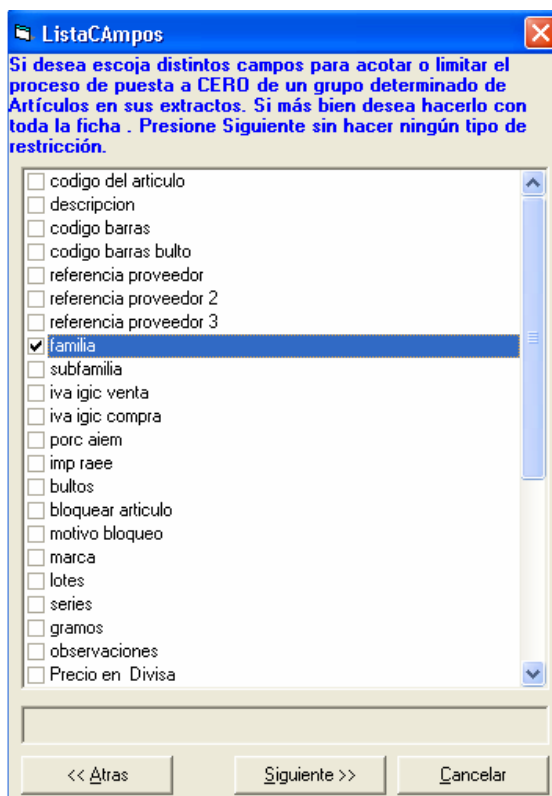 ListaCAmpos
Si desea escoja distintos campos para acotar o limitar el
proceso de puesta a CERO de un grupo determinado de
Artículos en sus extractos. Si más bien desea hacerlo con
toda la ficha . Presione Siguiente sin hacer ningún tipo de
restricción.
codigo del articulo
descripcion
codigo barras
codigo barras bulto
referencia proveedor
referencia proveedor 2
referencia proveedor 3
familia
subfamilia
iva igic venta
iva igic compra
porc aiem
imp raee
bultos
bloquear articulo
motivo bloqueo
marca
lotes
series
gramos
observaciones
Precio en Divisa
<< Atras
Siguiente >>
Cancelar